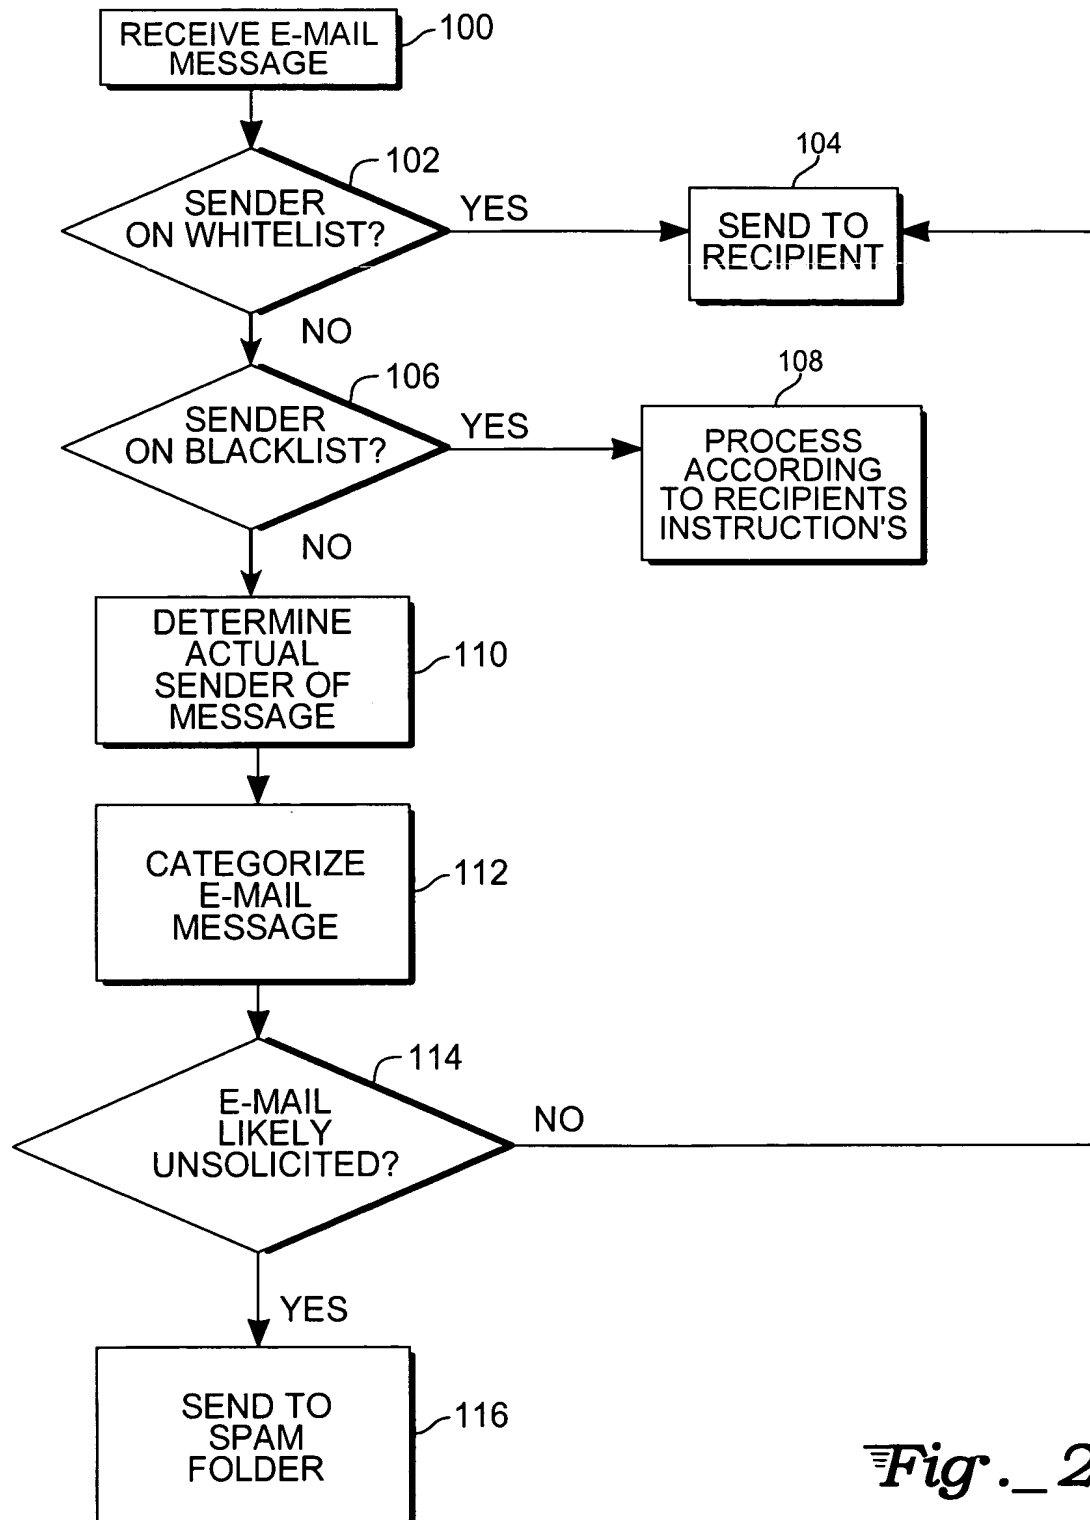 RECEIVE E-MAIL
MESSAGE
100
SENDER
ON WHITELIST?
102
YES
104
SEND TO
RECIPIENT
NO
SENDER
ON BLACKLIST?
106
YES
108
PROCESS
ACCORDING
TO RECIPIENTS
INSTRUCTION'S
NO
DETERMINE
ACTUAL
SENDER OF
MESSAGE
110
CATEGORIZE
E-MAIL
MESSAGE
112
E-MAIL
LIKELY
UNSOLICITED?
114
NO
YES
SEND TO
SPAM
FOLDER
116
Fig._2